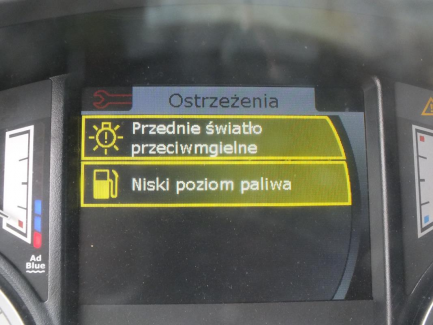 Ostrzeżenia
Przednie światło
przeciwmgielne
Niski poziom paliwa
Ad
Blue